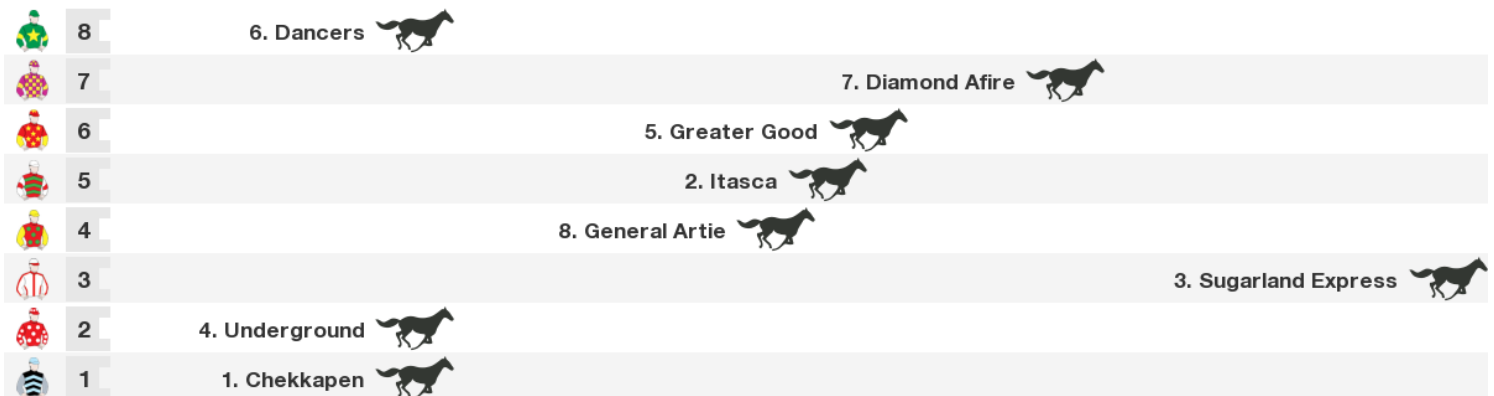 8 6. Dancers
7 7. Diamond Afire
6 5. Greater Good
5 2. Itasca
4 8. General Artie
3 3. Sugarland Express
2 4. Underground
1 1. Chekkapen